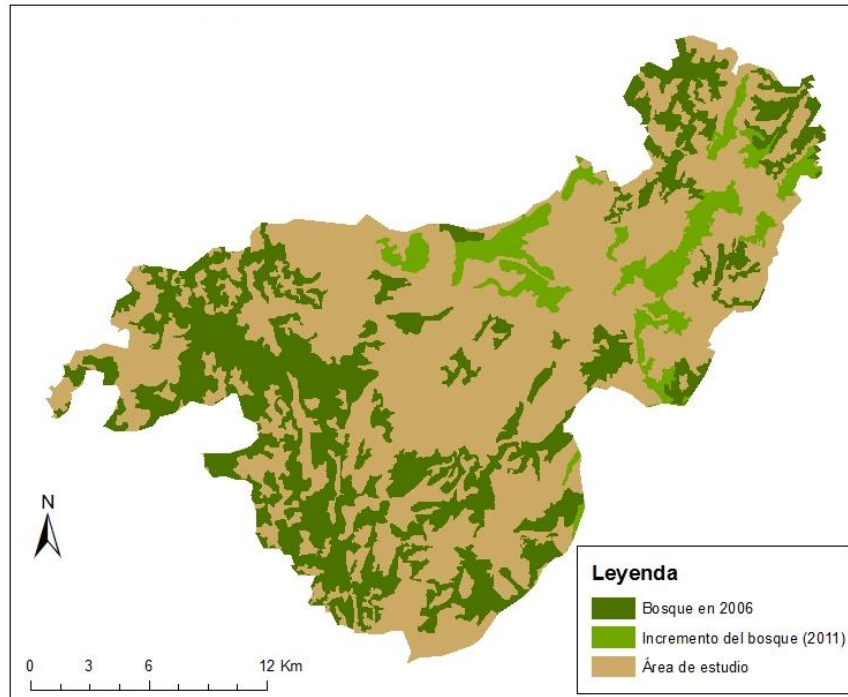 N
0 3 6 12 Km
Leyenda
Bosque en 2006
Incremento del bosque (2011)
Área de estudio